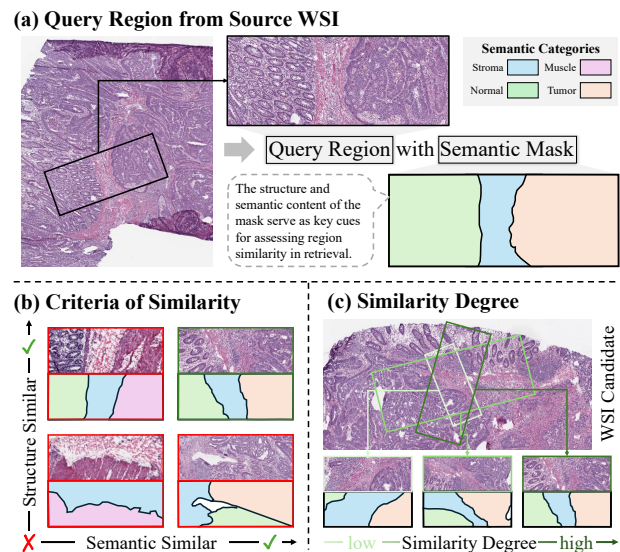 (a) Query Region from Source WSI
Semantic Categories
Stroma
Muscle
Normal
Tumor
Query Region with Semantic Mask
The structure and
semantic content of the
mask serve as key cues
for assessing region
similarity in retrieval.
(b) Criteria of Similarity
Structure Similar
Semantic Similar
(c) Similarity Degree
WSI Candidate
low
Similarity Degree
high